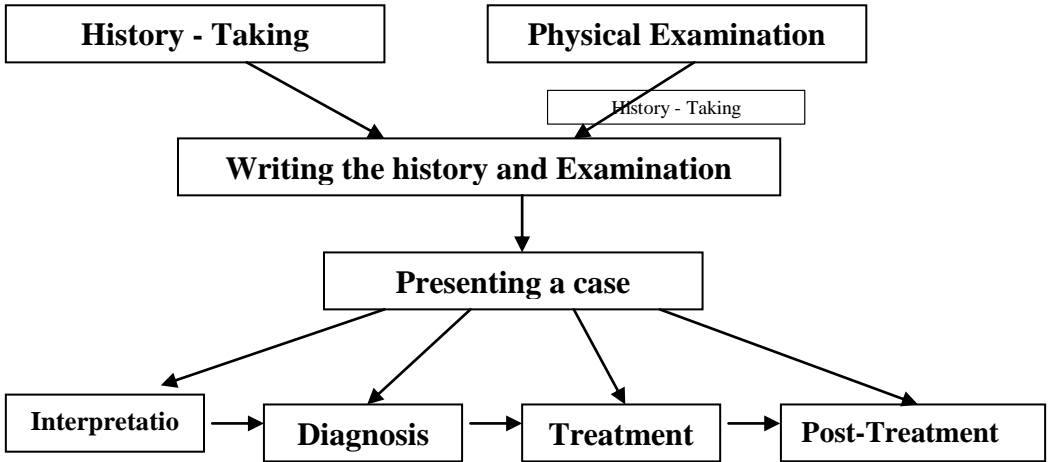 History - Taking
Physical Examination
History - Taking
Writing the history and Examination
Presenting a case
Interpretatio
Diagnosis
Treatment
Post-Treatment